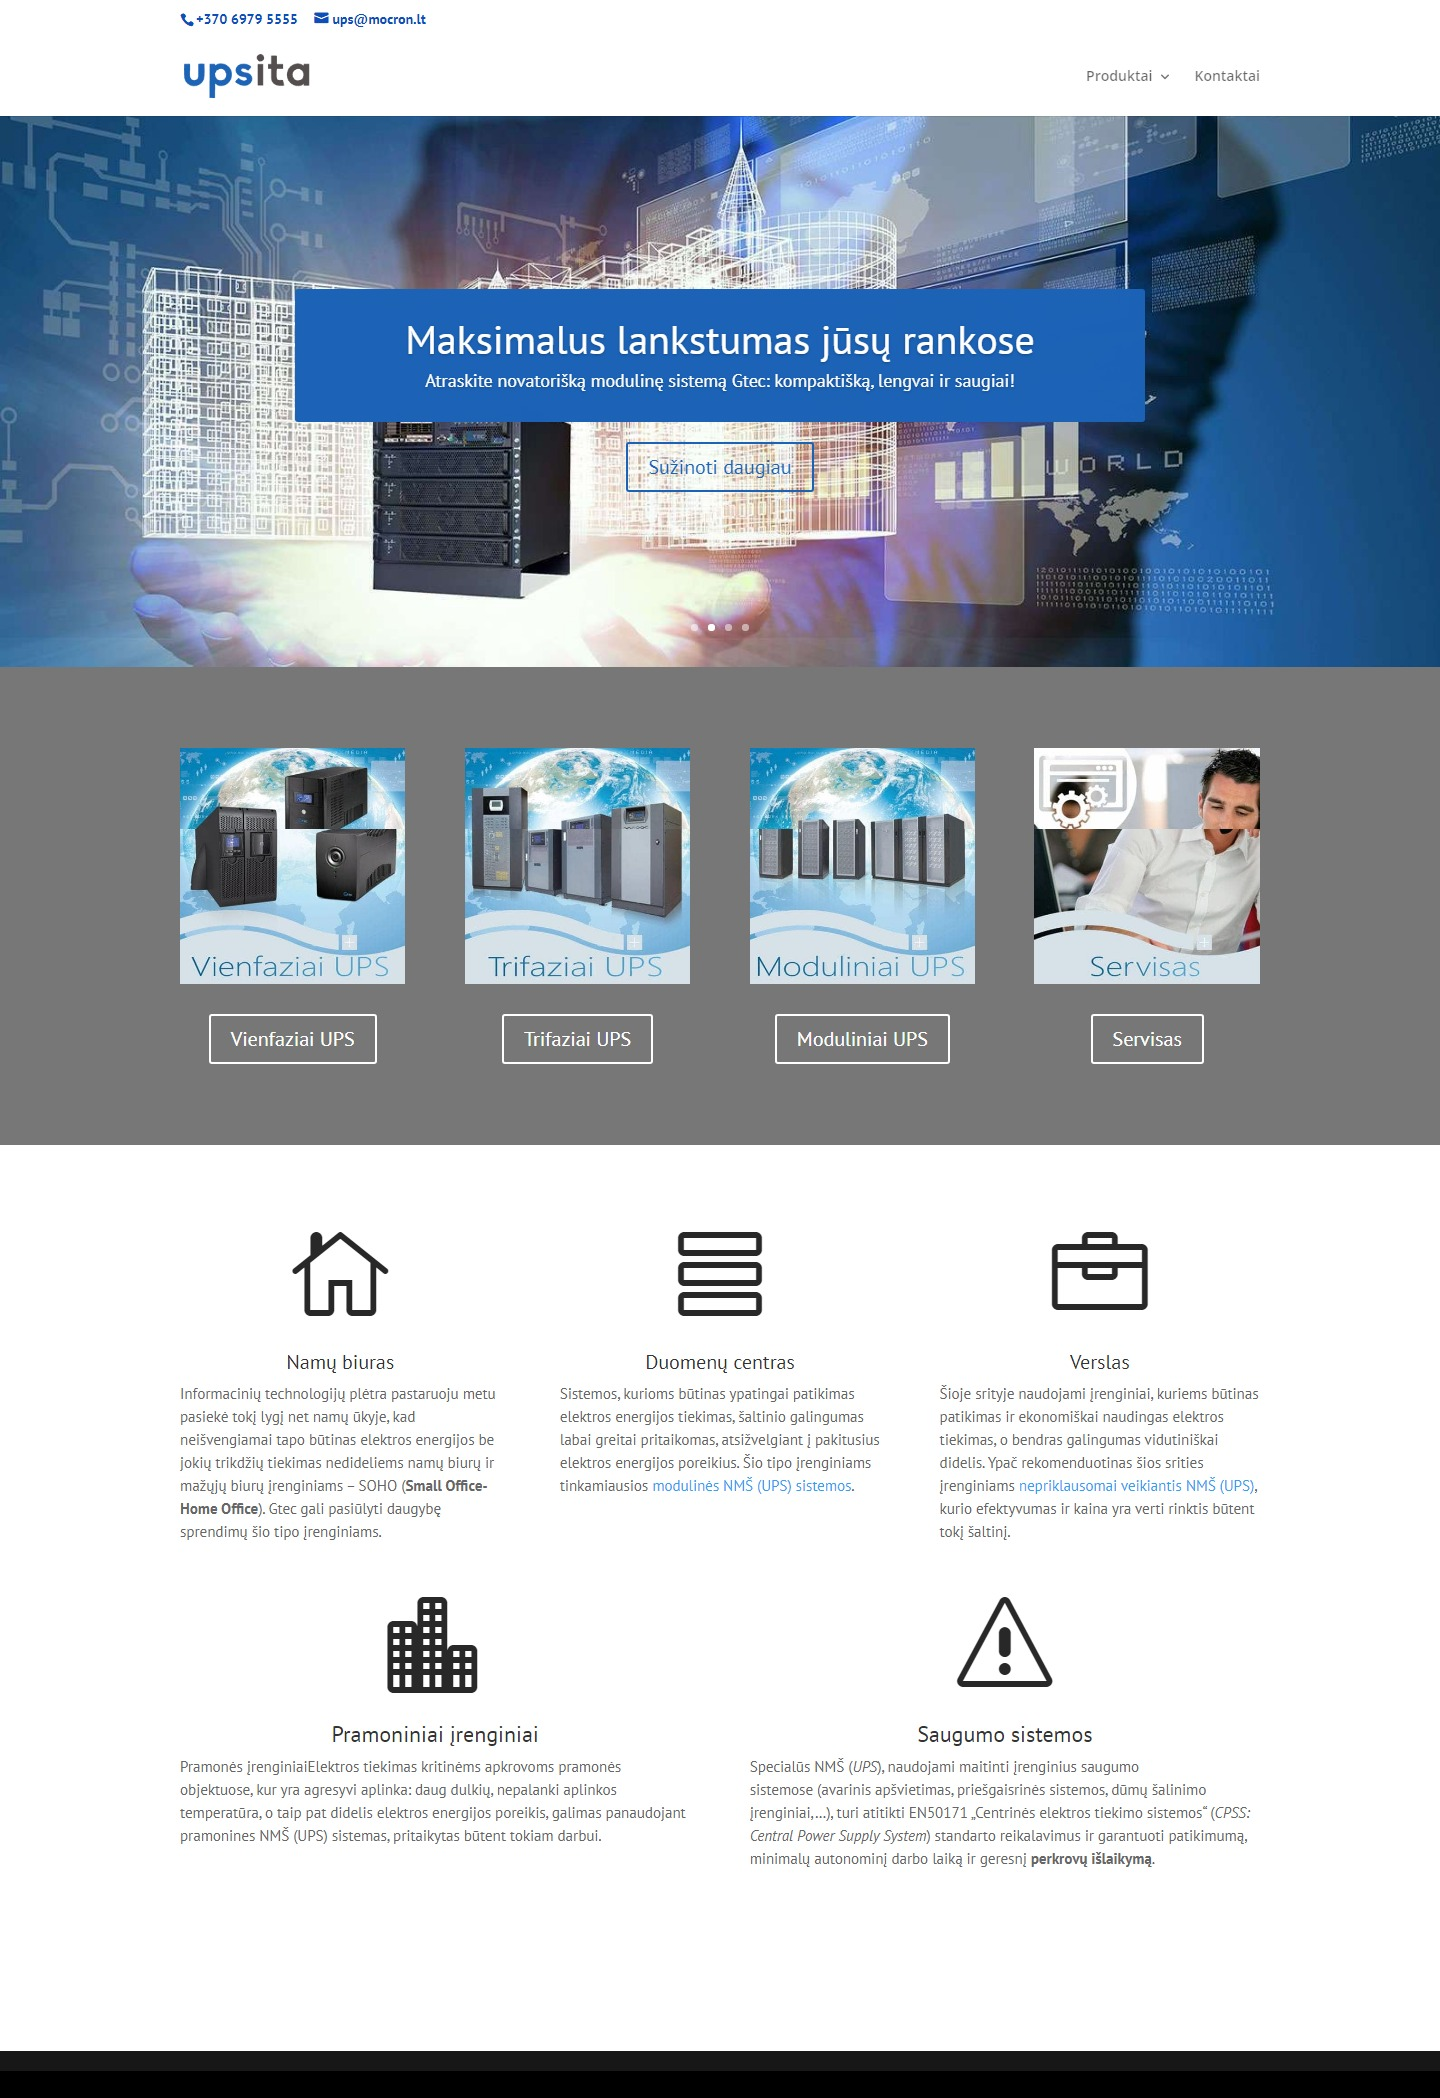 +370 6979 5555 ups@mocron.lt
upsita
Produktai Kontaktai
Maksimalus lankstumas jūsų rankose
Atraskite novatorišką modulinę sistemą Gtec: kompaktišką, lengvai ir saugiai!
WORLD
Sužinoti daugiau
Vienfaziai UPS Trifaziai UPS Moduliniai UPS Servisas
Vienfaziai UPS Trifaziai UPS Moduliniai UPS Servisas
Namų biuras
Informacinių technologijų plėtra pastaruoju metu
pasiekė tokį lygį net namų ūkyje, kad
neišvengiamai tapo būtinas elektros energijos be
jokių trikdžių tiekimas nedideliems namų biurų ir
mažųjų biurų įrenginiams – SOHO (Small Office-
Home Office). Gtec gali pasiūlyti daugybę
sprendimų šio tipo įrenginiams.
Duomenų centras
Sistemos, kurioms būtinas ypatingai patikimas
elektros energijos tiekimas, šaltinio galingumas
labai greitai pritaikomas, atsižvelgiant į pakitusius
elektros energijos poreikius. Šio tipo įrenginiams
tinkamiausios modulinės NMŠ (UPS) sistemos.
Verslas
Šioje srityje naudojami įrenginiai, kuriems būtinas
patikimas ir ekonomiškai naudingas elektros
tiekimas, o bendras galingumas vidutiniškai
didelis. Ypač rekomenduotinas šios srities
įrenginiams nepriklausomai veikiantis NMŠ (UPS),
kurio efektyvumas ir kaina yra verti rinktis būtent
tokį šaltinį.
Pramoniniai įrenginiai
Pramonės įrenginiaiElektros tiekimas kritinėms apkrovoms pramonės
objektuose, kur yra agresyvi aplinka: daug dulkių, nepalanki aplinkos
temperatūra, o taip pat didelis elektros energijos poreikis, galimas panaudojant
pramonines NMŠ (UPS) sistemas, pritaikytas būtent tokiam darbui.
Saugumo sistemos
Specialūs NMŠ (UPS), naudojami maitinti įrenginius saugumo
sistemose (avarinis apšvietimas, priešgaisrinės sistemos, dūmų šalinimo
įrenginiai,…), turi atitikti EN50171 „Centrinės elektros tiekimo sistemos“ (CPSS:
Central Power Supply System) standarto reikalavimus ir garantuoti patikimumą,
minimalų autonominį darbo laiką ir geresnį perkrovų išlaikymą.